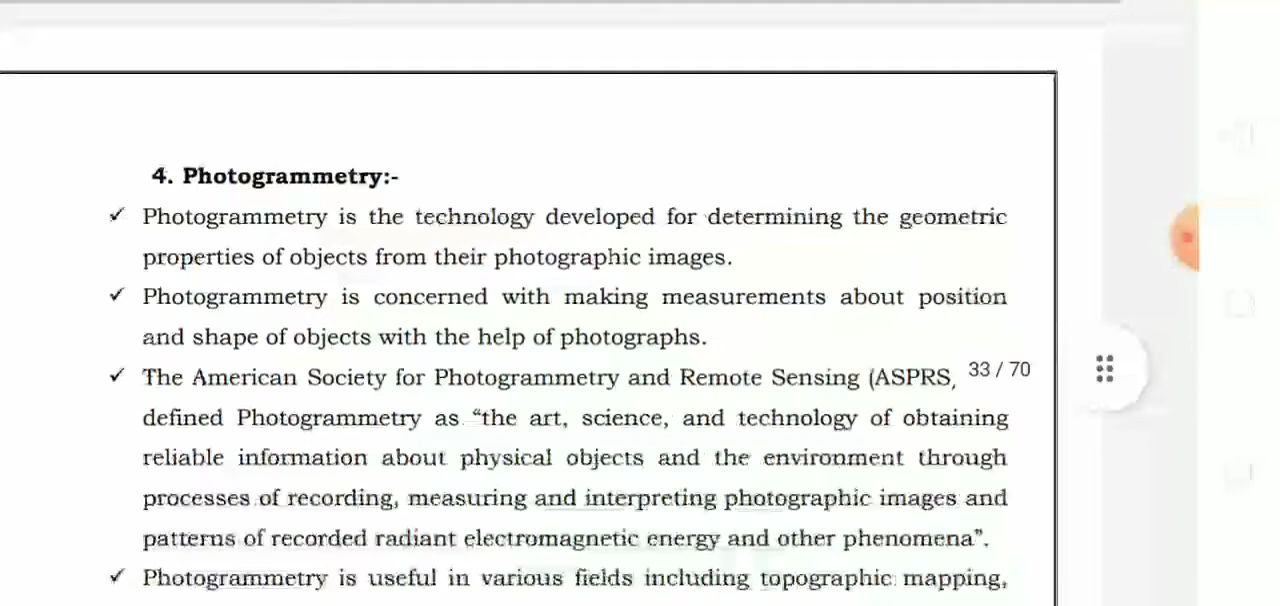 4. Photogrammetry:-
✓ Photogrammetry is the technology developed for determining the geometric
properties of objects from their photographic images.
✓ Photogrammetry is concerned with making measurements about position
and shape of objects with the help of photographs.
✓ The American Society for Photogrammetry and Remote Sensing (ASPRS,
33 / 70
defined Photogrammetry as "the art, science, and technology of obtaining
reliable information about physical objects and the environment through
processes of recording, measuring and interpreting photographic images and
patterns of recorded radiant electromagnetic energy and other phenomena".
✓ Photogrammetry is useful in various fields including topographic mapping,